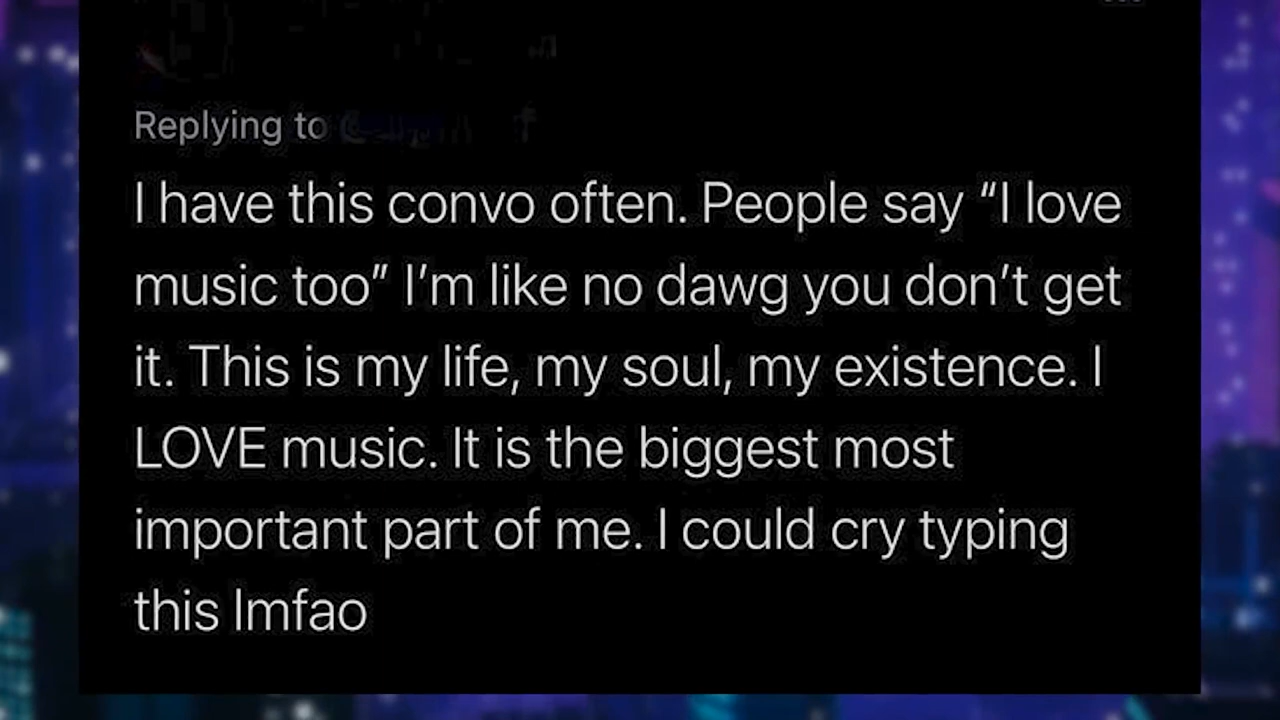 Replying to
I have this convo often. People say “I love
music too” I’m like no dawg you don’t get
it. This is my life, my soul, my existence. I
LOVE music. It is the biggest most
important part of me. I could cry typing
this lmfao